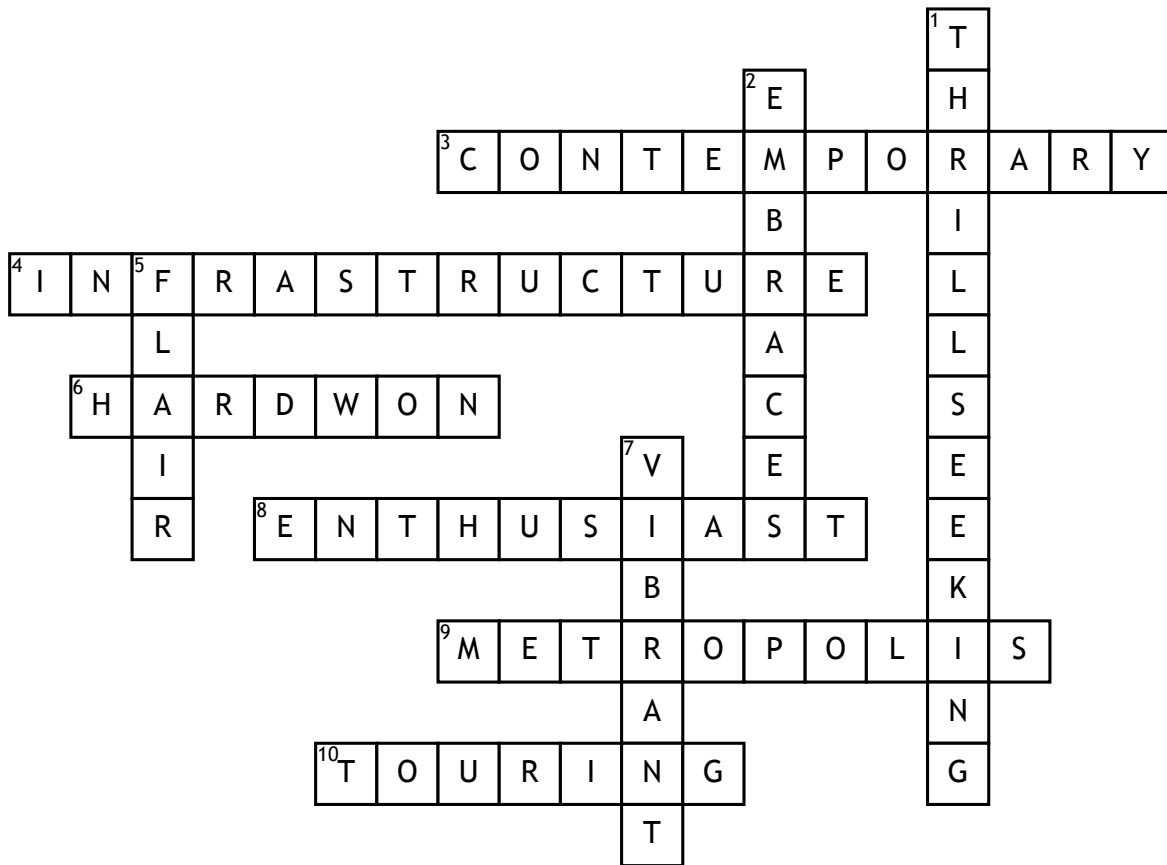 1 T
2 E H
3 C O N T E M P O R A R Y
B I
4 I N 5 F R A S T R U C T U R E L
L A L
6 H A R D W O N C S
I 7 V E E
R 8 E N T H U S I A S T E
B K
9 M E T R O P O L I S
A N
10 T O U R I N G G
T